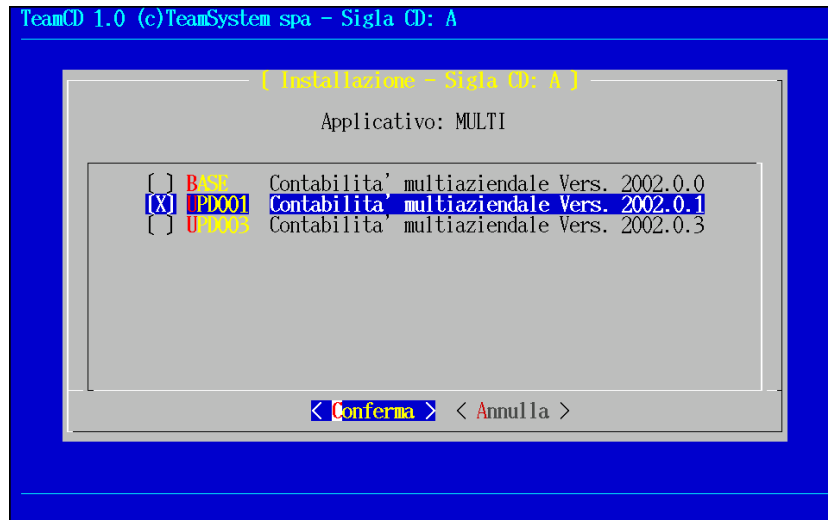 TeamCD 1.0 (c)TeamSystem spa - Sigla CD: A
[ Installazione - Sigla CD: A ]
Applicativo: MULTI
[ ] BASE Contabilita' multiaziendale Vers. 2002.0.0
[X] UPD001 Contabilita' multiaziendale Vers. 2002.0.1
[ ] UPD003 Contabilita' multiaziendale Vers. 2002.0.3
< Conferma > < Annulla >